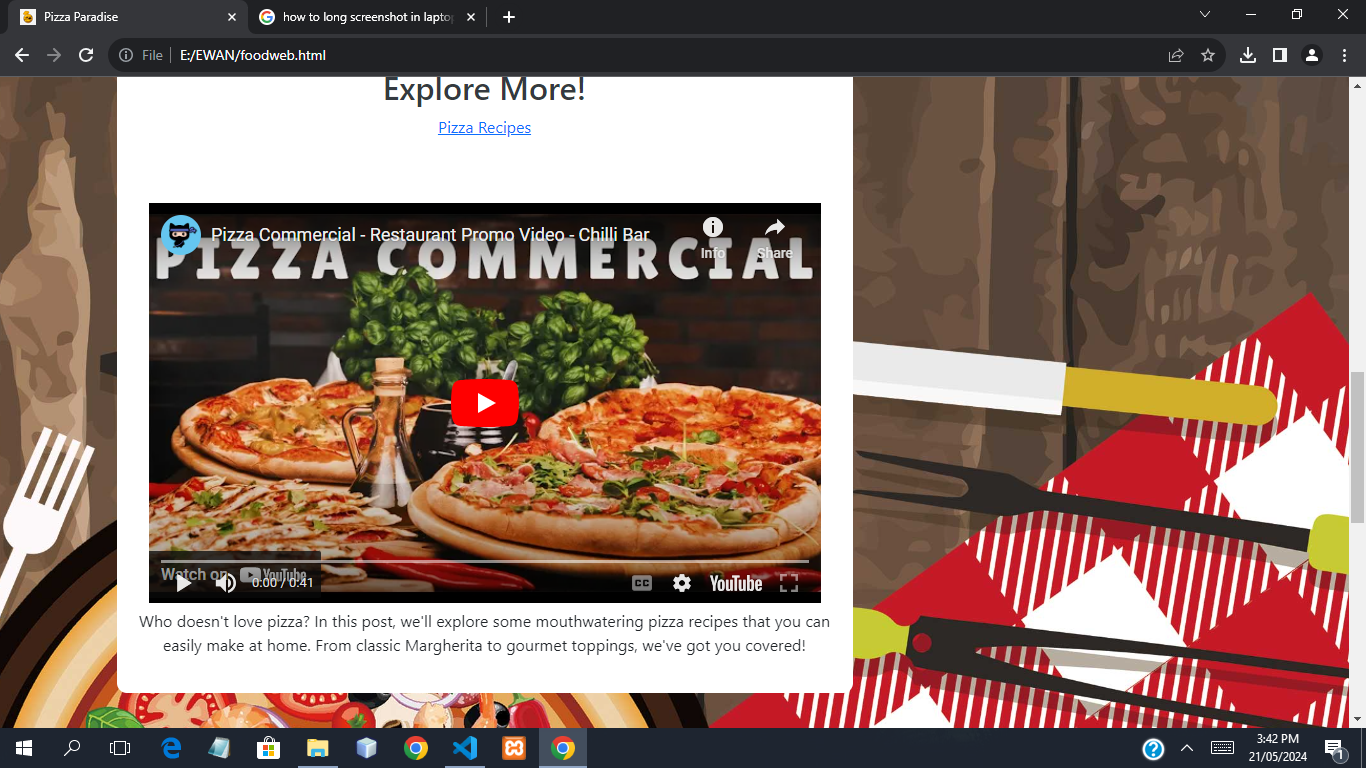 Pizza Paradise
how to long screenshot in laptop
File
E:/EWAN/foodweb.html
Explore More!
Pizza Recipes
Pizza Commercial - Restaurant Promo Video - Chilli Bar
Info
Share
PIZZA COMMERCIAL
Watch on YouTube
0:00 / 0:41
CC
YouTube
Who doesn't love pizza? In this post, we'll explore some mouthwatering pizza recipes that you can
easily make at home. From classic Margherita to gourmet toppings, we've got you covered!
3:42 PM
21/05/2024
1